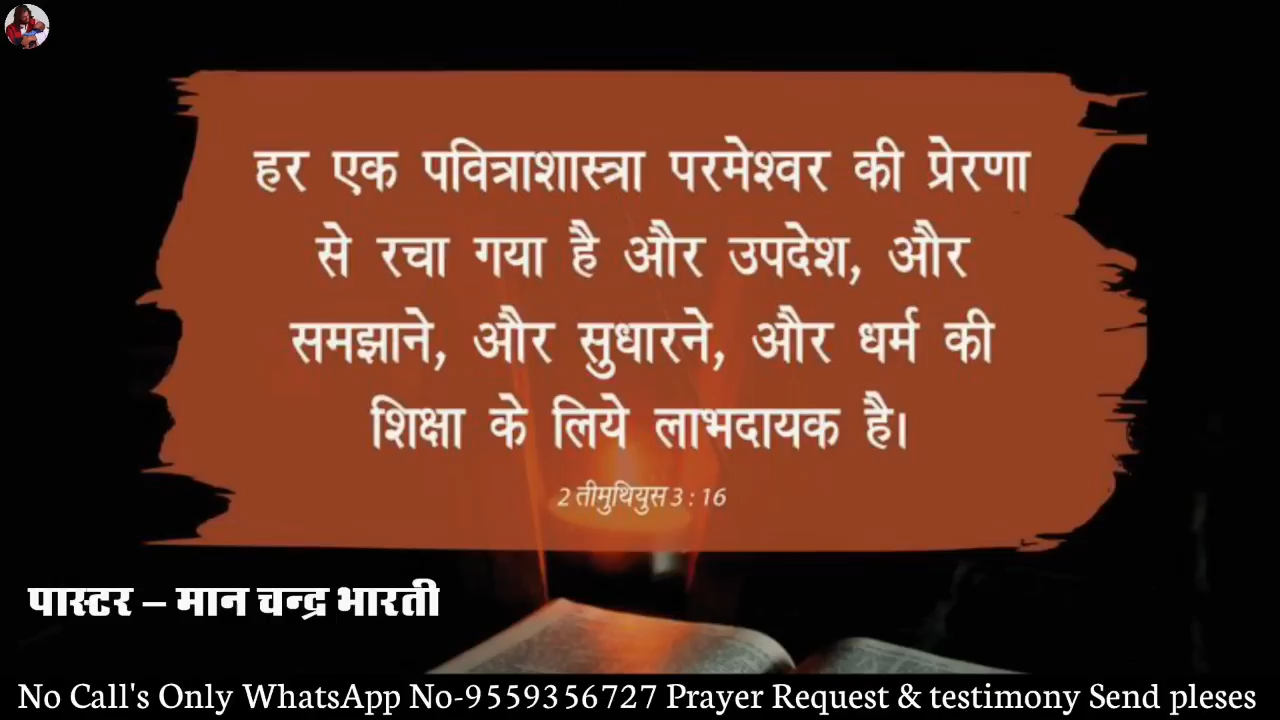 हर एक पवित्राशास्त्रा परमेश्वर की प्रेरणा
से रचा गया है और उपदेश, और
समझाने, और सुधारने, और धर्म की
शिक्षा के लिये लाभदायक है।
2 तीमुथियुस 3 : 16
पास्टर – मान चन्द्र भारती
No Call's Only WhatsApp No-9559356727 Prayer Request & testimony Send pleses